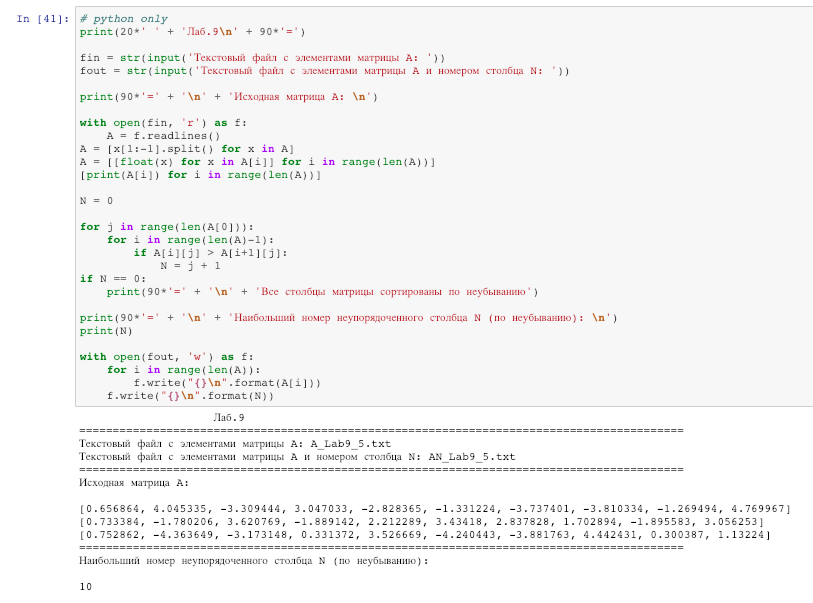 In [41]: # python only
print(20*' ' + 'Лаб.9\n' + 90*'=')
fin = str(input('Текстовый файл с элементами матрицы A: '))
fout = str(input('Текстовый файл с элементами матрицы A и номером столбца N: '))
print(90*'=' + '\n' + 'Исходная матрица A: \n')
with open(fin, 'r') as f:
    A = f.readlines()
A = [x[1:-1].split() for x in A]
A = [[float(x) for x in A[i]] for i in range(len(A))]
[print(A[i]) for i in range(len(A))]
N = 0
for j in range(len(A[0])):
    for i in range(len(A)-1):
        if A[i][j] > A[i+1][j]:
            N = j + 1
if N == 0:
    print(90*'=' + '\n' + 'Все столбцы матрицы сортированы по неубыванию')
print(90*'=' + '\n' + 'Наибольший номер неупорядоченного столбца N (по неубыванию): \n')
print(N)
with open(fout, 'w') as f:
    for i in range(len(A)):
        f.write("{}\n".format(A[i]))
    f.write("{}\n".format(N))
Лаб.9
==========================================================================================
Текстовый файл с элементами матрицы A: A_Lab9_5.txt
Текстовый файл с элементами матрицы A и номером столбца N: AN_Lab9_5.txt
==========================================================================================
Исходная матрица A:
[0.656864, 4.045335, -3.309444, 3.047033, -2.828365, -1.331224, -3.737401, -3.810334, -1.269494, 4.769967]
[0.733384, -1.780206, 3.620769, -1.889142, 2.212289, 3.43418, 2.837828, 1.702894, -1.895583, 3.056253]
[0.752862, -4.363649, -3.173148, 0.331372, 3.526669, -4.240443, -3.881763, 4.442431, 0.300387, 1.13224]
==========================================================================================
Наибольший номер неупорядоченного столбца N (по неубыванию):
10